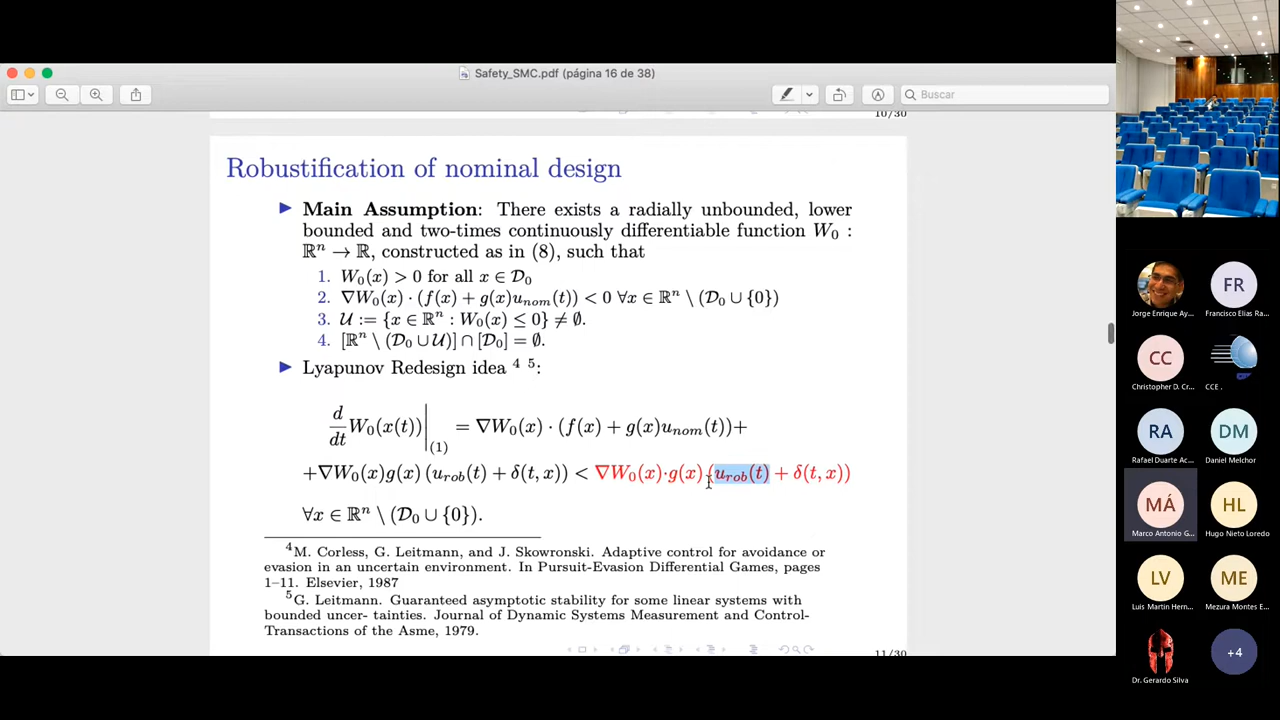 Safety_SMC.pdf (página 16 de 38)
Buscar
10/30
Robustification of nominal design
▶ Main Assumption: There exists a radially unbounded, lower
bounded and two-times continuously differentiable function W₀ :
ℝⁿ → ℝ, constructed as in (8), such that
1. W₀(x) > 0 for all x ∈ 𝒟₀
2. ∇W₀(x) · (f(x) + g(x)uₙₒₘ(t)) < 0 ∀x ∈ ℝⁿ \ (𝒟₀ ∪ {0})
3. 𝒰 := {x ∈ ℝⁿ : W₀(x) ≤ 0} ≠ ∅.
4. [ℝⁿ \ (𝒟₀ ∪ 𝒰)] ∩ [𝒟₀] = ∅.
▶ Lyapunov Redesign idea ⁴ ⁵:
d/dt W₀(x(t))|₍₁₎ = ∇W₀(x) · (f(x) + g(x)uₙₒₘ(t))+
+∇W₀(x)g(x) (u_rob(t) + δ(t, x)) < ∇W₀(x)·g(x) (u_rob(t) + δ(t, x))
∀x ∈ ℝⁿ \ (𝒟₀ ∪ {0}).
⁴M. Corless, G. Leitmann, and J. Skowronski. Adaptive control for avoidance or
evasion in an uncertain environment. In Pursuit-Evasion Differential Games, pages
1–11. Elsevier, 1987
⁵G. Leitmann. Guaranteed asymptotic stability for some linear systems with
bounded uncer- tainties. Journal of Dynamic Systems Measurement and Control-
Transactions of the Asme, 1979.
11/30
Jorge Enrique Ay...
FR
Francisco Elias Ra...
CC
Christopher D. Cr...
CCE .
RA
Rafael Duarte Ac...
DM
Daniel Melchor
MÁ
Marco Antonio G...
HL
Hugo Nieto Loredo
LV
Luis Martin Hern...
ME
Mezura Montes E...
Dr. Gerardo Silva
+4